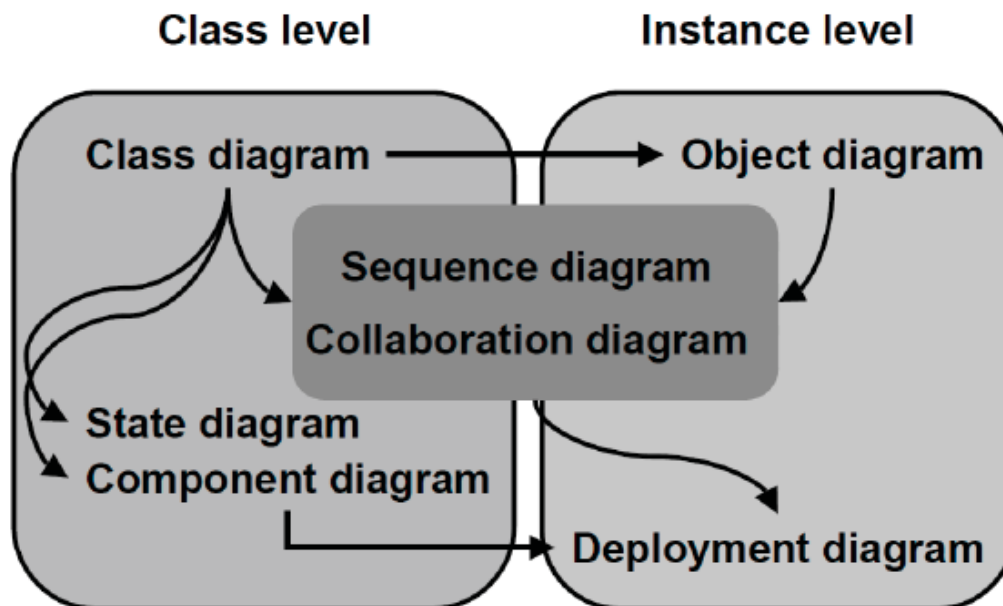 Class level
Instance level
Class diagram
Object diagram
Sequence diagram
Collaboration diagram
State diagram
Component diagram
Deployment diagram